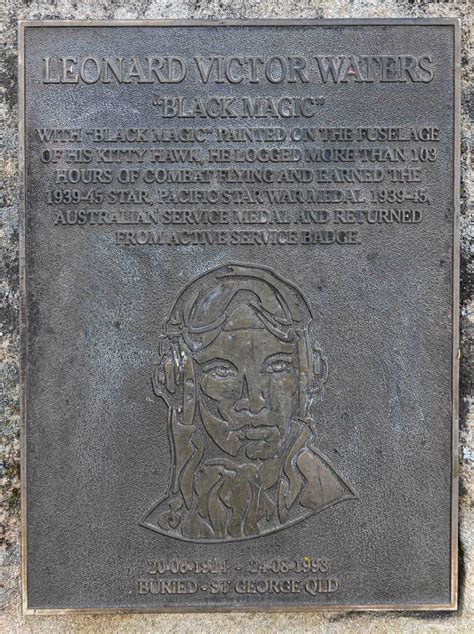 LEONARD VICTOR WATERS
"BLACK MAGIC"
WITH "BLACK MAGIC" PAINTED ON THE FUSELAGE
OF HIS KITTY HAWK, HE LOGGED MORE THAN 103
HOURS OF COMBAT FLYING AND EARNED THE
1939-45 STAR, PACIFIC STAR WAR MEDAL 1939-45,
AUSTRALIAN SERVICE MEDAL AND RETURNED
FROM ACTIVE SERVICE BADGE.
20-06-1924 - 24-08-1993
BURIED - ST GEORGE QLD